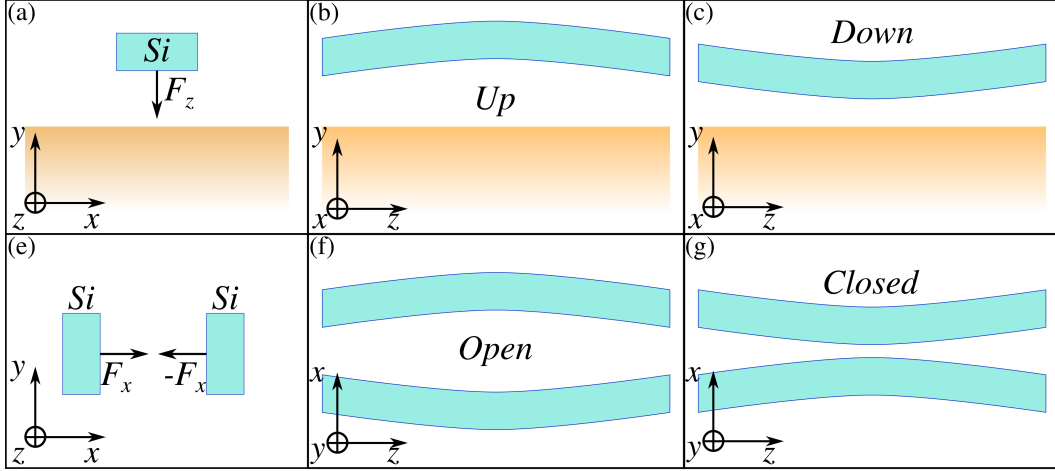 (a)
Si
F_z
y
z
x
(b)
Up
y
x
z
(c)
Down
y
x
z
(e)
Si
Si
F_x
-F_x
y
z
x
(f)
Open
x
y
z
(g)
Closed
x
y
z